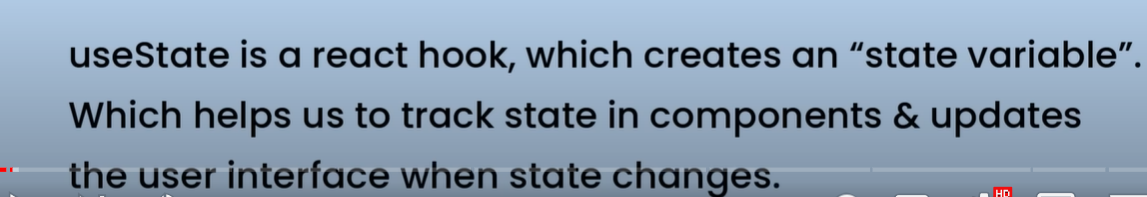 useState is a react hook, which creates an “state variable”.
Which helps us to track state in components & updates
the user interface when state changes.
HD